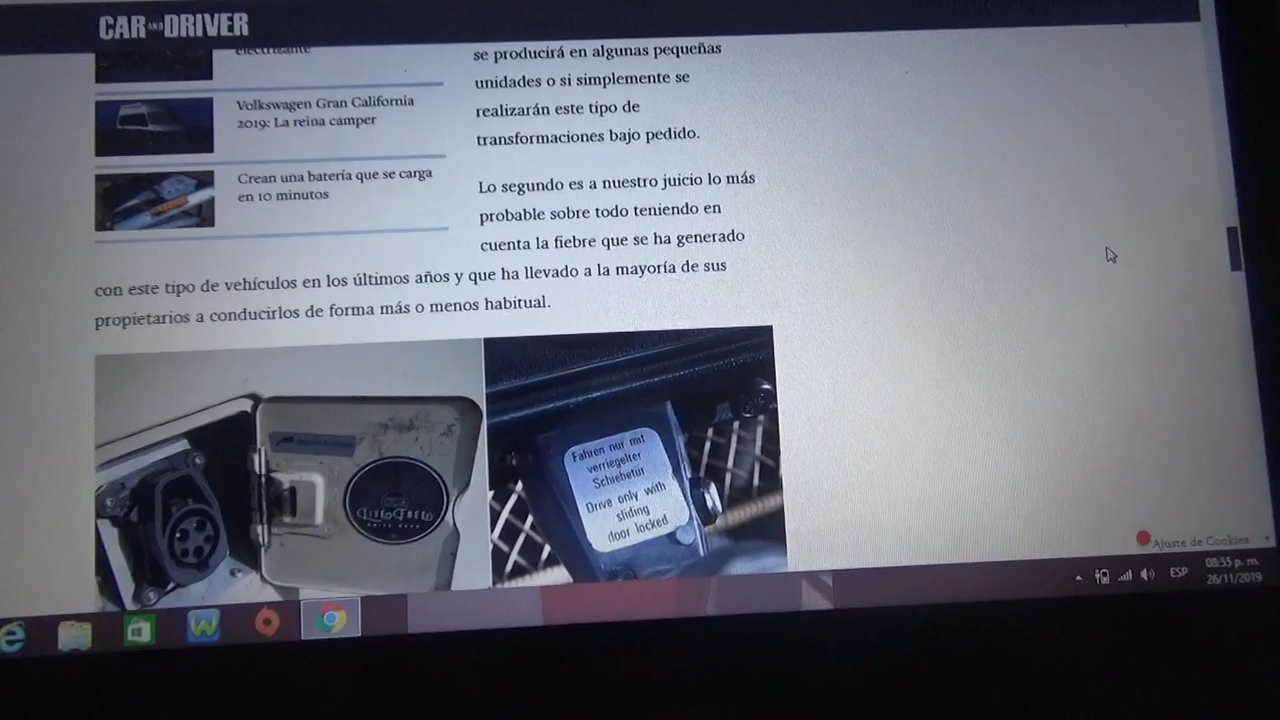 CAR AND DRIVER
electrizante
Volkswagen Gran California
2019: La reina camper
Crean una batería que se carga
en 10 minutos
se producirá en algunas pequeñas
unidades o si simplemente se
realizarán este tipo de
transformaciones bajo pedido.
Lo segundo es a nuestro juicio lo más
probable sobre todo teniendo en
cuenta la fiebre que se ha generado
con este tipo de vehículos en los últimos años y que ha llevado a la mayoría de sus
propietarios a conducirlos de forma más o menos habitual.
LIVE FREE
Fahren nur mit
verriegelter
Schiebetür
Drive only with
sliding
door locked
Ajuste de Cookies
ESP
08:55 p. m.
26/11/2019